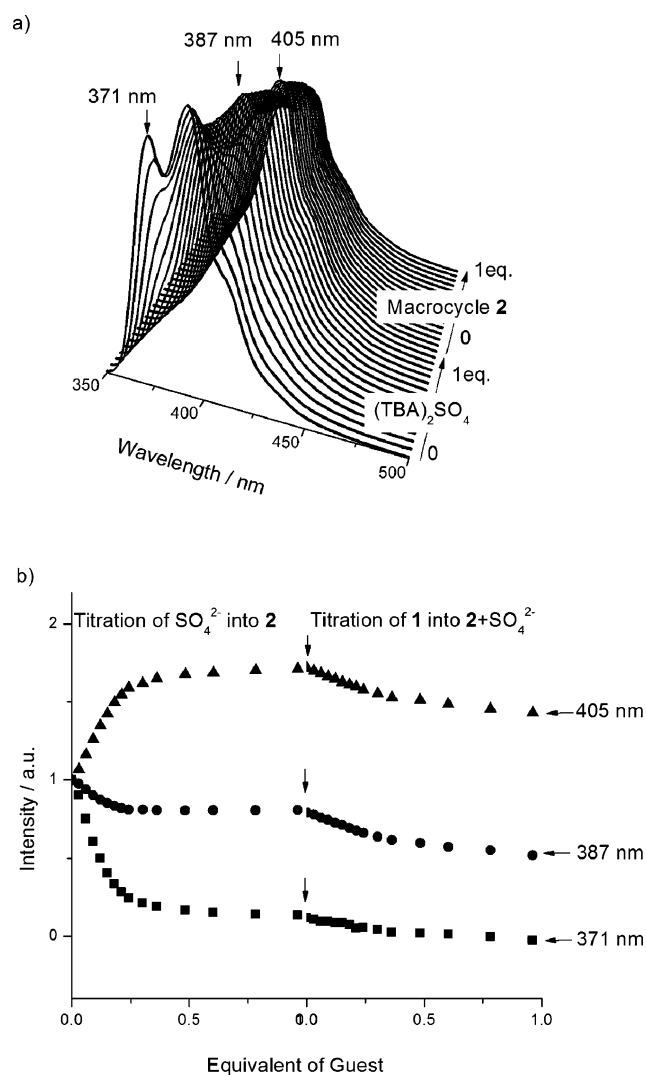 a)
387 nm
405 nm
371 nm
1eq.
Macrocycle 2
0
1eq.
(TBA)₂SO₄
0
350
400
450
500
Wavelength / nm
b)
Titration of SO₄²⁻ into 2
Titration of 1 into 2+SO₄²⁻
2
1
0
405 nm
387 nm
371 nm
Intensity / a.u.
0.0
0.5
1.0
0.5
1.0
Equivalent of Guest